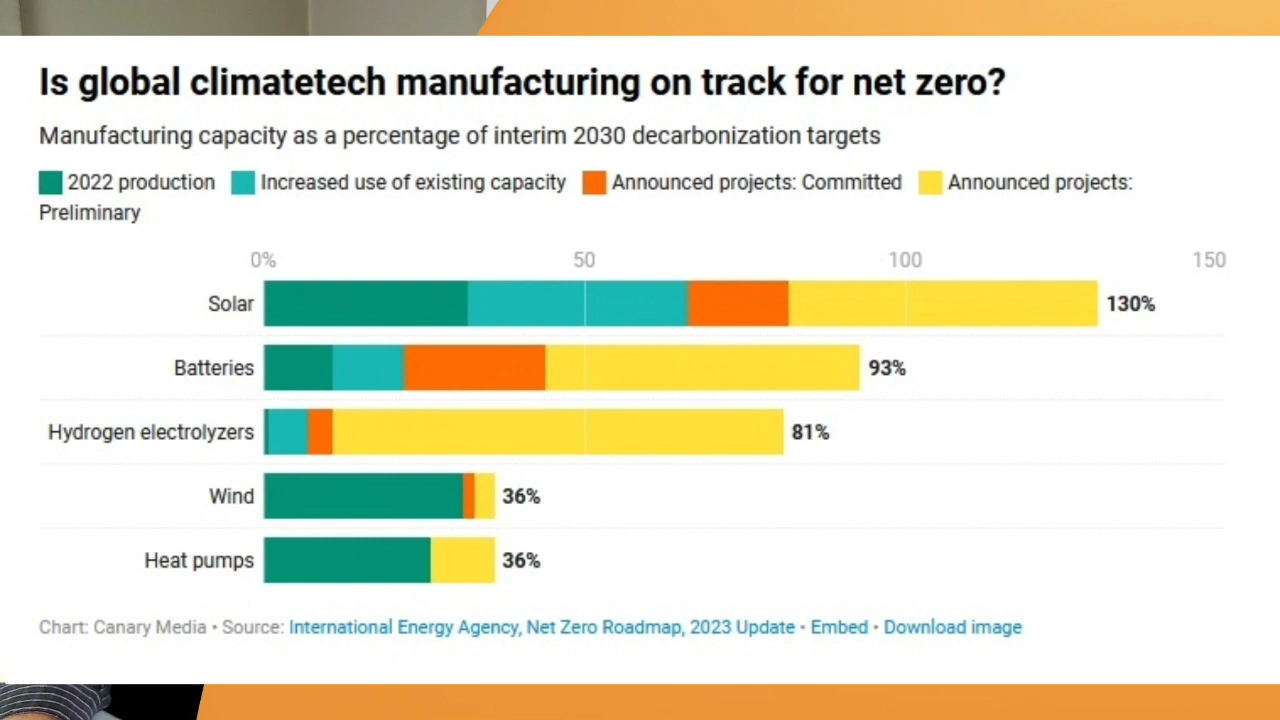 Is global climatetech manufacturing on track for net zero?
Manufacturing capacity as a percentage of interim 2030 decarbonization targets
2022 production Increased use of existing capacity Announced projects: Committed Announced projects:
Preliminary
0% 50 100 150
Solar 130%
Batteries 93%
Hydrogen electrolyzers 81%
Wind 36%
Heat pumps 36%
Chart: Canary Media • Source: International Energy Agency, Net Zero Roadmap, 2023 Update • Embed • Download image